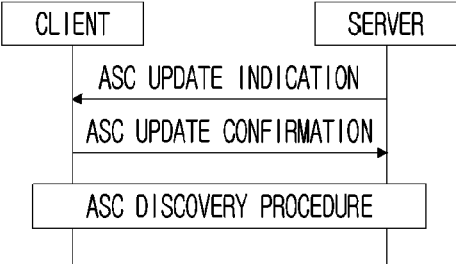 CLIENT
SERVER
ASC UPDATE INDICATION
ASC UPDATE CONFIRMATION
ASC DISCOVERY PROCEDURE